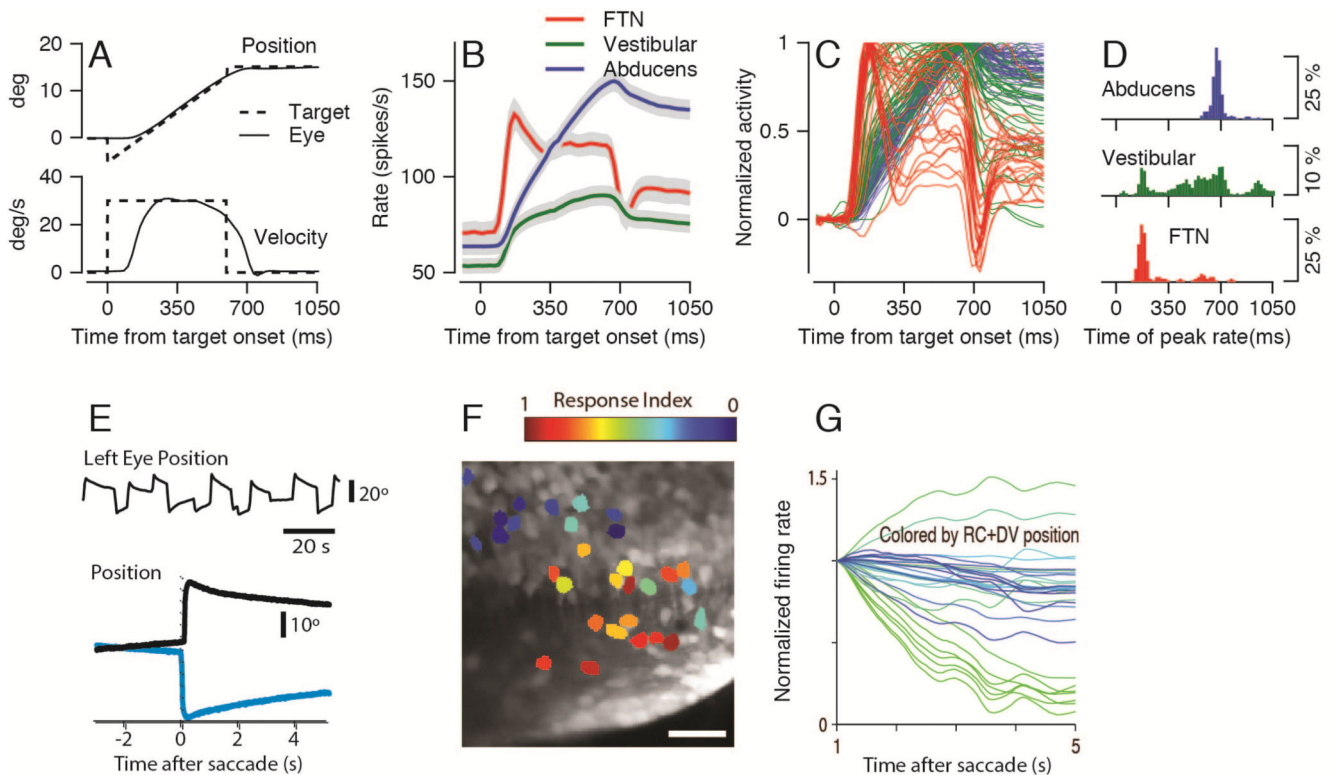 A
20
10
0
deg
Position
Target
Eye
40
20
0
deg/s
Velocity
0 350 700 1050
Time from target onset (ms)
B
FTN
Vestibular
Abducens
150
100
50
Rate (spikes/s)
0 350 700 1050
Time from target onset (ms)
C
1
0.5
0
Normalized activity
0 350 700 1050
Time from target onset (ms)
D
Abducens
25 %
Vestibular
10 %
FTN
25 %
0 350 700 1050
Time of peak rate(ms)
E
Left Eye Position
20º
20 s
Position
10º
-2 0 2 4
Time after saccade (s)
F
1 Response Index 0
G
1.5
Colored by RC+DV position
Normalized firing rate
0
1 5
Time after saccade (s)